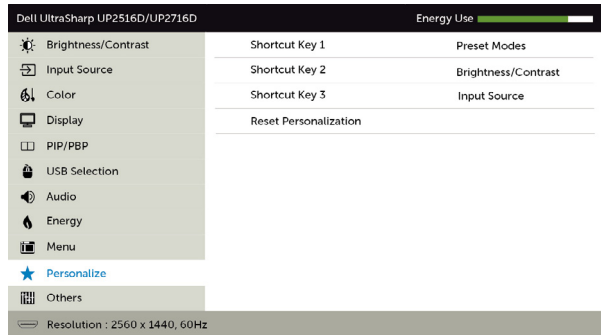 Dell UltraSharp UP2516D/UP2716D Energy Use
Brightness/Contrast Shortcut Key 1 Preset Modes
Input Source Shortcut Key 2 Brightness/Contrast
Color Shortcut Key 3 Input Source
Display Reset Personalization
PIP/PBP
USB Selection
Audio
Energy
Menu
Personalize
Others
Resolution : 2560 x 1440, 60Hz